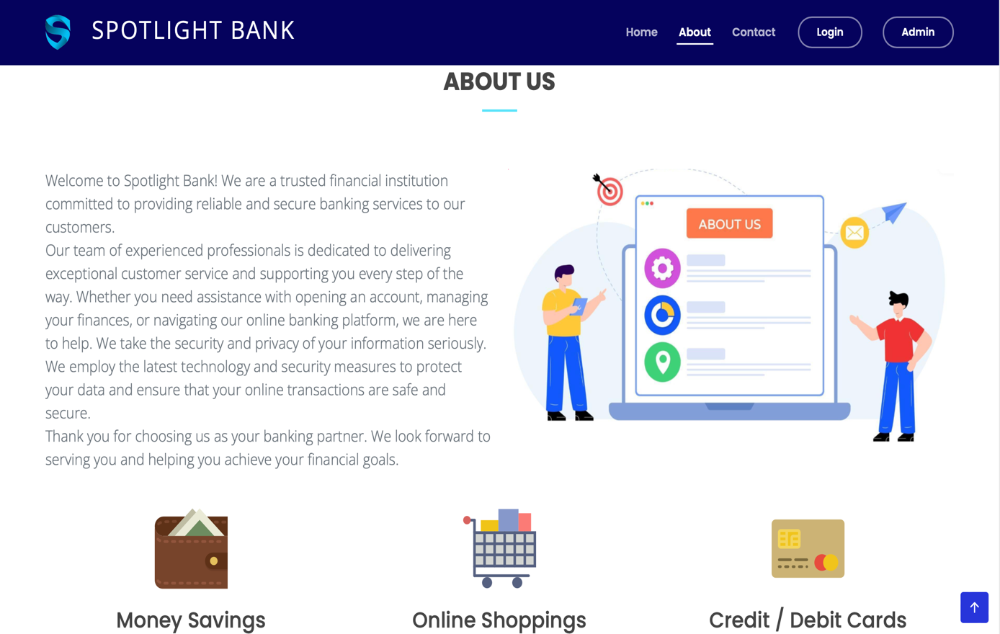 SPOTLIGHT BANK
Home About Contact Login Admin
ABOUT US
Welcome to Spotlight Bank! We are a trusted financial institution
committed to providing reliable and secure banking services to our
customers.
Our team of experienced professionals is dedicated to delivering
exceptional customer service and supporting you every step of the
way. Whether you need assistance with opening an account, managing
your finances, or navigating our online banking platform, we are here
to help. We take the security and privacy of your information seriously.
We employ the latest technology and security measures to protect
your data and ensure that your online transactions are safe and
secure.
Thank you for choosing us as your banking partner. We look forward to
serving you and helping you achieve your financial goals.
ABOUT US
Money Savings
Online Shoppings
Credit / Debit Cards